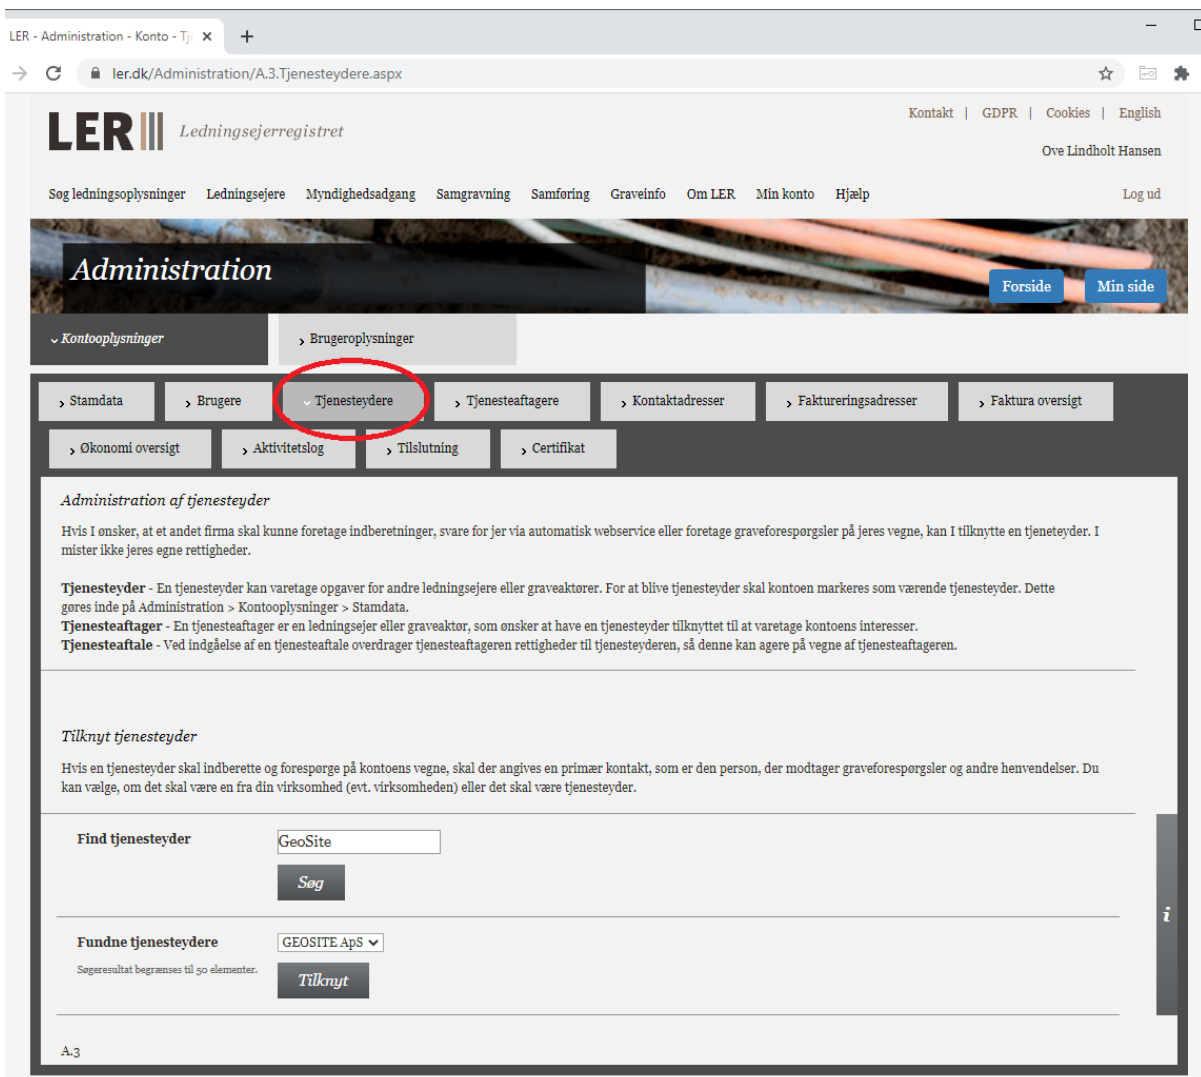 LER - Administration - Konto - Tj
ler.dk/Administration/A.3.Tjenesteydere.aspx
Kontakt | GDPR | Cookies | English
LER Ledningsejerregistret
Ove Lindholt Hansen
Søg ledningsoplysninger Ledningsejere Myndighedsadgang Samgravning Samføring Graveinfo Om LER Min konto Hjælp Log ud
Administration
Forside Min side
Kontooplysninger Brugeroplysninger
Stamdata Brugere Tjenesteydere Tjenesteaftagere Kontaktadresser Faktureringsadresser Faktura oversigt
Økonomi oversigt Aktivitetslog Tilslutning Certifikat
Administration af tjenesteyder
Hvis I ønsker, at et andet firma skal kunne foretage indberetninger, svare for jer via automatisk webservice eller foretage graveforespørgsler på jeres vegne, kan I tilknytte en tjeneteyder. I
mister ikke jeres egne rettigheder.
Tjenesteyder - En tjenesteyder kan varetage opgaver for andre ledningsejere eller graveaktører. For at blive tjenesteyder skal kontoen markeres som værende tjenesteyder. Dette
gøres inde på Administration > Kontooplysninger > Stamdata.
Tjenesteaftager - En tjenesteaftager er en ledningsejer eller graveaktør, som ønsker at have en tjenesteyder tilknyttet til at varetage kontoens interesser.
Tjenesteaftale - Ved indgåelse af en tjenesteaftale overdrager tjenesteaftageren rettigheder til tjenesteyderen, så denne kan agere på vegne af tjenesteaftageren.
Tilknyt tjenesteyder
Hvis en tjenesteyder skal indberette og forespørge på kontoens vegne, skal der angives en primær kontakt, som er den person, der modtager graveforespørgsler og andre henvendelser. Du
kan vælge, om det skal være en fra din virksomhed (evt. virksomheden) eller det skal være tjenesteyder.
Find tjenesteyder GeoSite
Søg
i
Fundne tjenesteydere GEOSITE ApS
Søgeresultat begrænses til 50 elementer.
Tilknyt
A.3